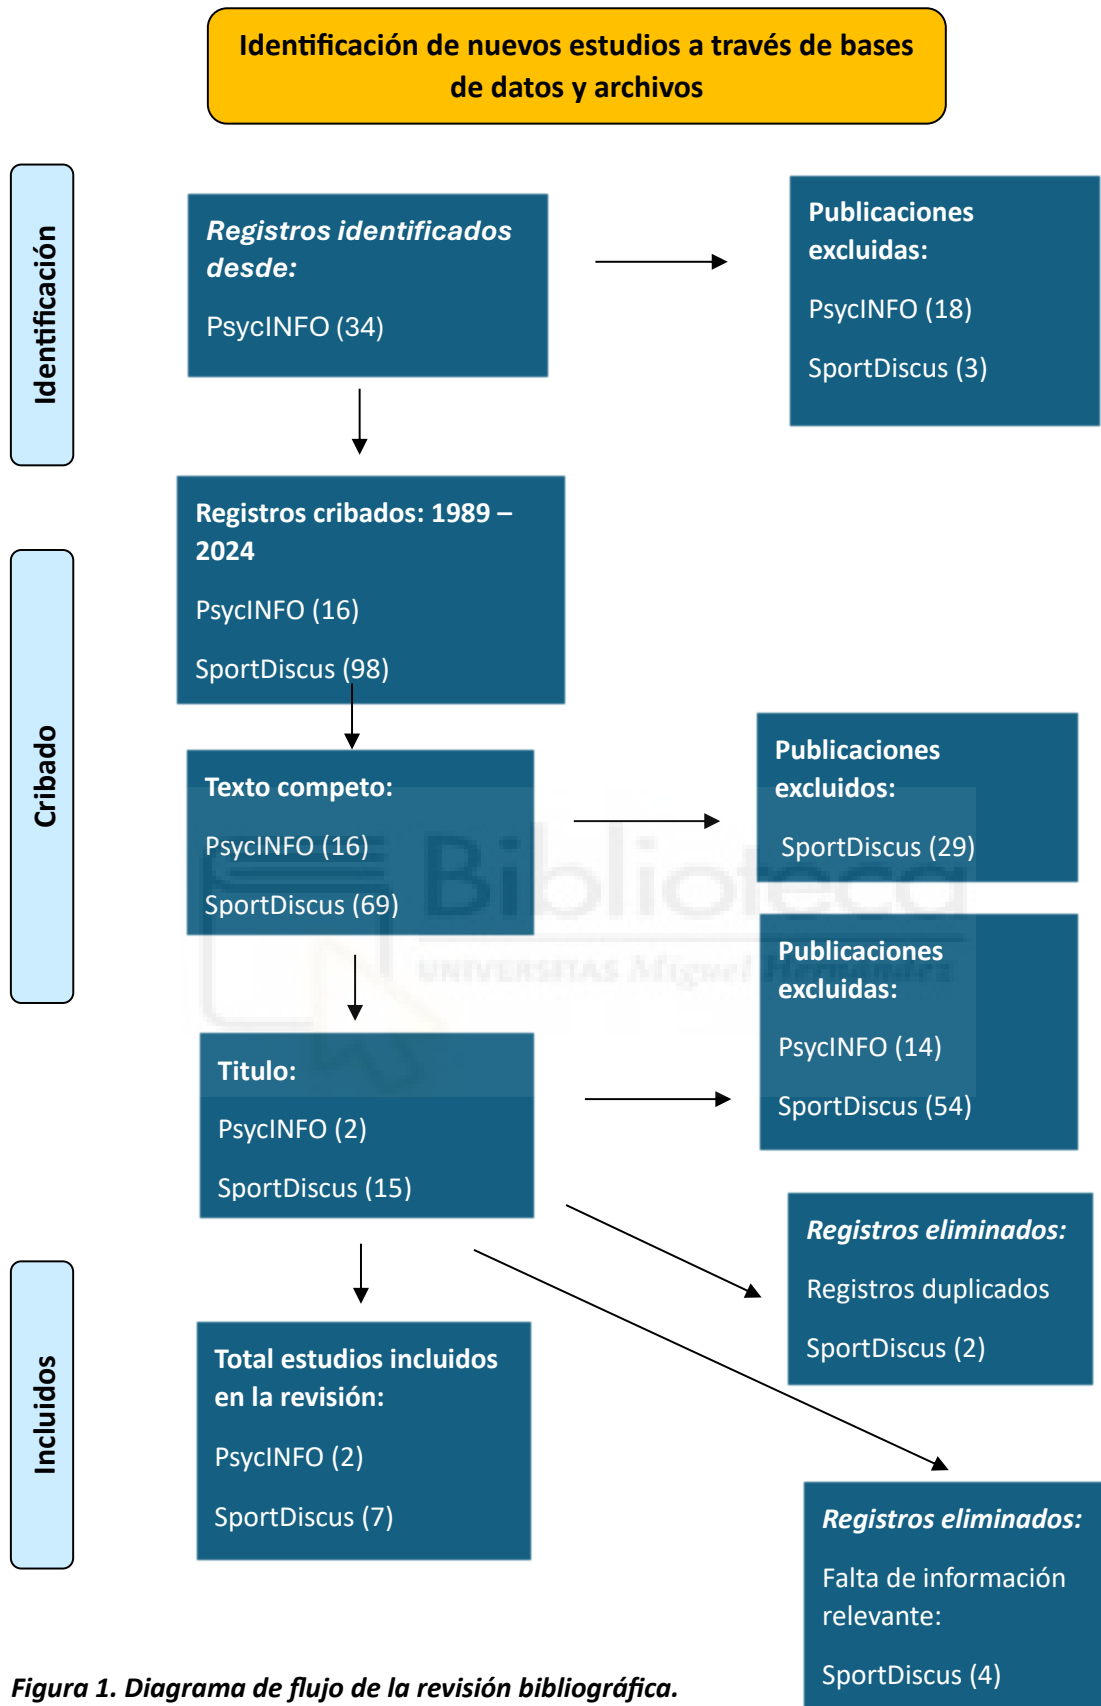 Identificación de nuevos estudios a través de bases
de datos y archivos
Identificación
Registros identificados
desde:
PsycINFO (34)
Publicaciones
excluidas:
PsycINFO (18)
SportDiscus (3)
Cribado
Registros cribados: 1989 –
2024
PsycINFO (16)
SportDiscus (98)
Texto competo:
PsycINFO (16)
SportDiscus (69)
Publicaciones
excluidos:
SportDiscus (29)
Biblioteca
UNIVERSITAS Miguel Hernández
Publicaciones
excluidas:
PsycINFO (14)
SportDiscus (54)
Titulo:
PsycINFO (2)
SportDiscus (15)
Registros eliminados:
Registros duplicados
SportDiscus (2)
Incluidos
Total estudios incluidos
en la revisión:
PsycINFO (2)
SportDiscus (7)
Registros eliminados:
Falta de información
relevante:
SportDiscus (4)
Figura 1. Diagrama de flujo de la revisión bibliográfica.